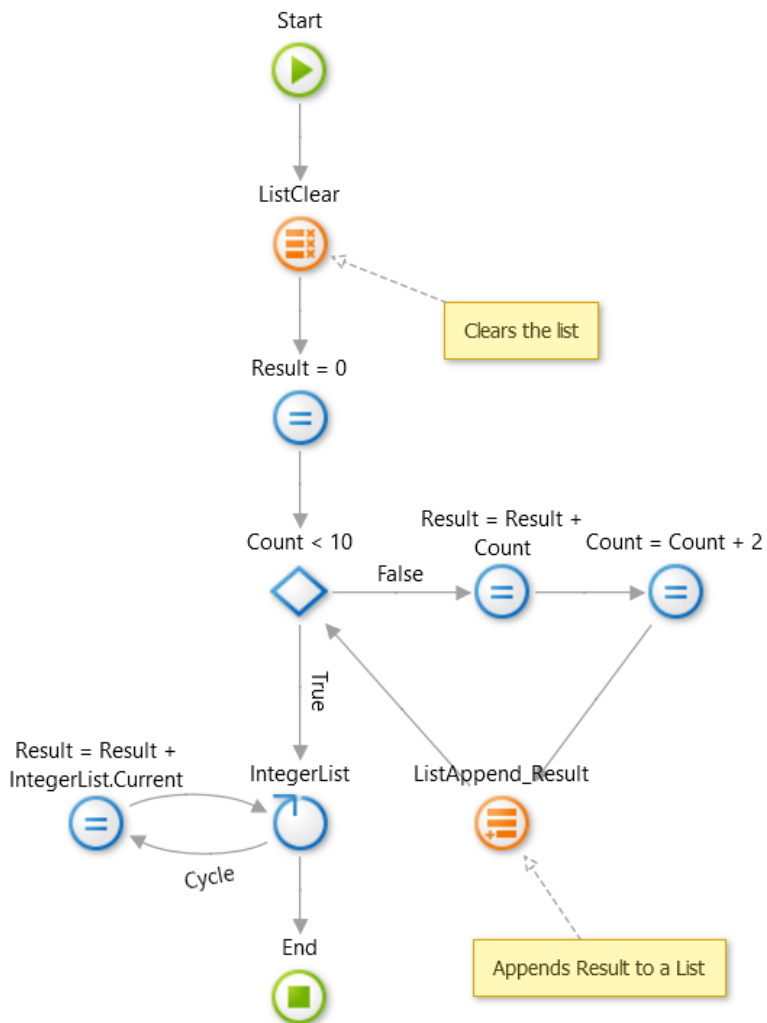 Start
ListClear
Clears the list
Result = 0
Count < 10
False
Result = Result +
Count
Count = Count + 2
True
Result = Result +
IntegerList.Current
IntegerList
ListAppend_Result
Cycle
End
Appends Result to a List